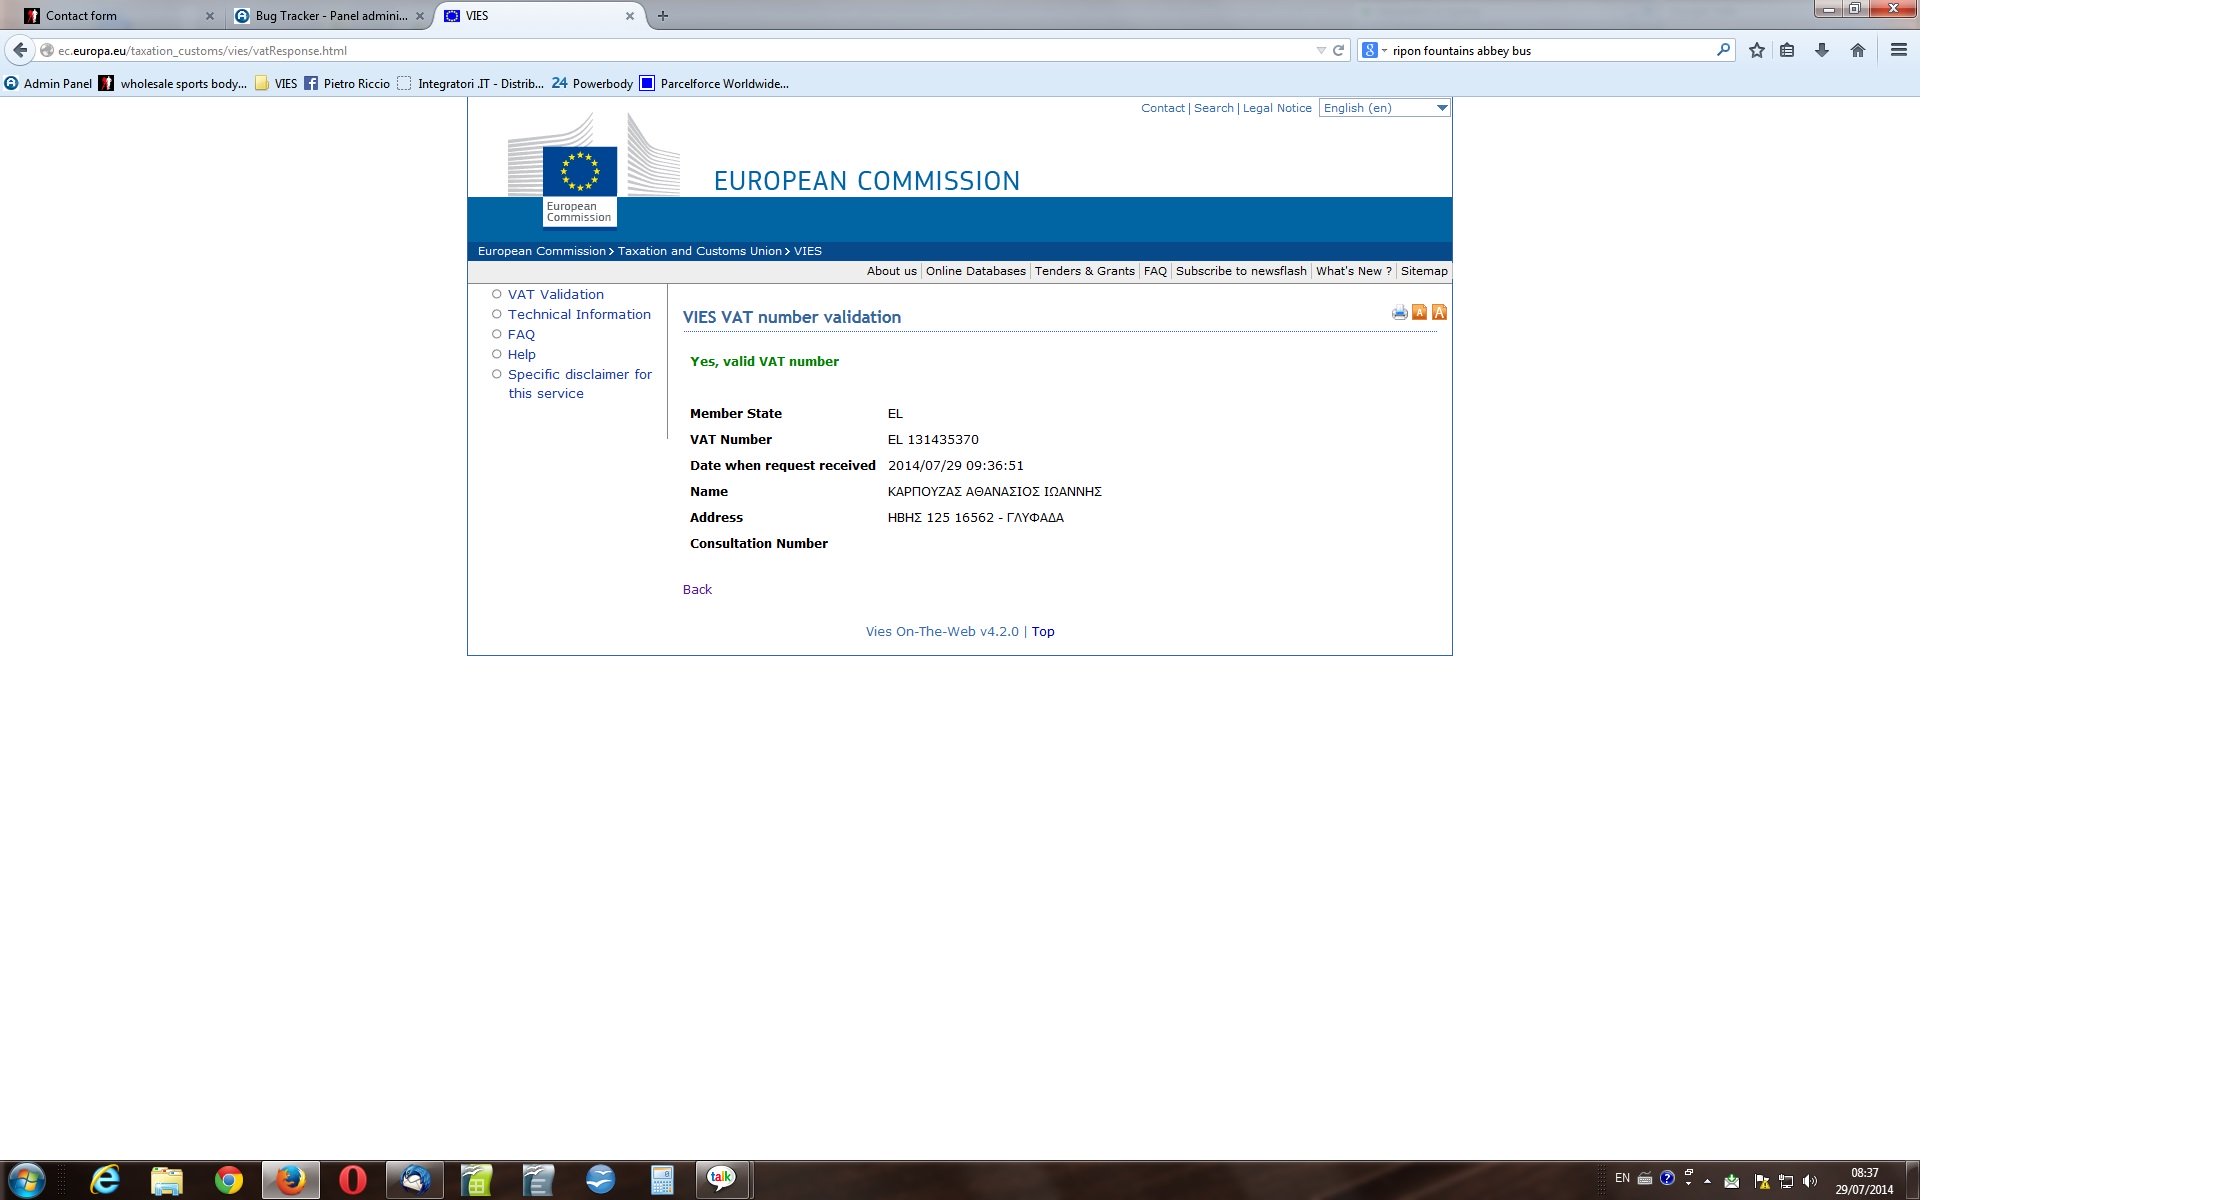 Contact form
Bug Tracker - Panel admini...
VIES
ec.europa.eu/taxation_customs/vies/vatResponse.html
ripon fountains abbey bus
Admin Panel
wholesale sports body...
VIES
Pietro Riccio
Integratori .IT - Distrib...
24 Powerbody
Parcelforce Worldwide...
Contact | Search | Legal Notice English (en)
EUROPEAN COMMISSION
European
Commission
European Commission > Taxation and Customs Union > VIES
About us | Online Databases | Tenders & Grants | FAQ | Subscribe to newsflash | What's New ? | Sitemap
VAT Validation
Technical Information
FAQ
Help
Specific disclaimer for
this service
VIES VAT number validation
Yes, valid VAT number
Member State EL
VAT Number EL 131435370
Date when request received 2014/07/29 09:36:51
Name ΚΑΡΠΟΥΖΑΣ ΑΘΑΝΑΣΙΟΣ ΙΩΑΝΝΗΣ
Address ΗΒΗΣ 125 16562 - ΓΛΥΦΑΔΑ
Consultation Number
Back
Vies On-The-Web v4.2.0 | Top
talk
EN
08:37
29/07/2014